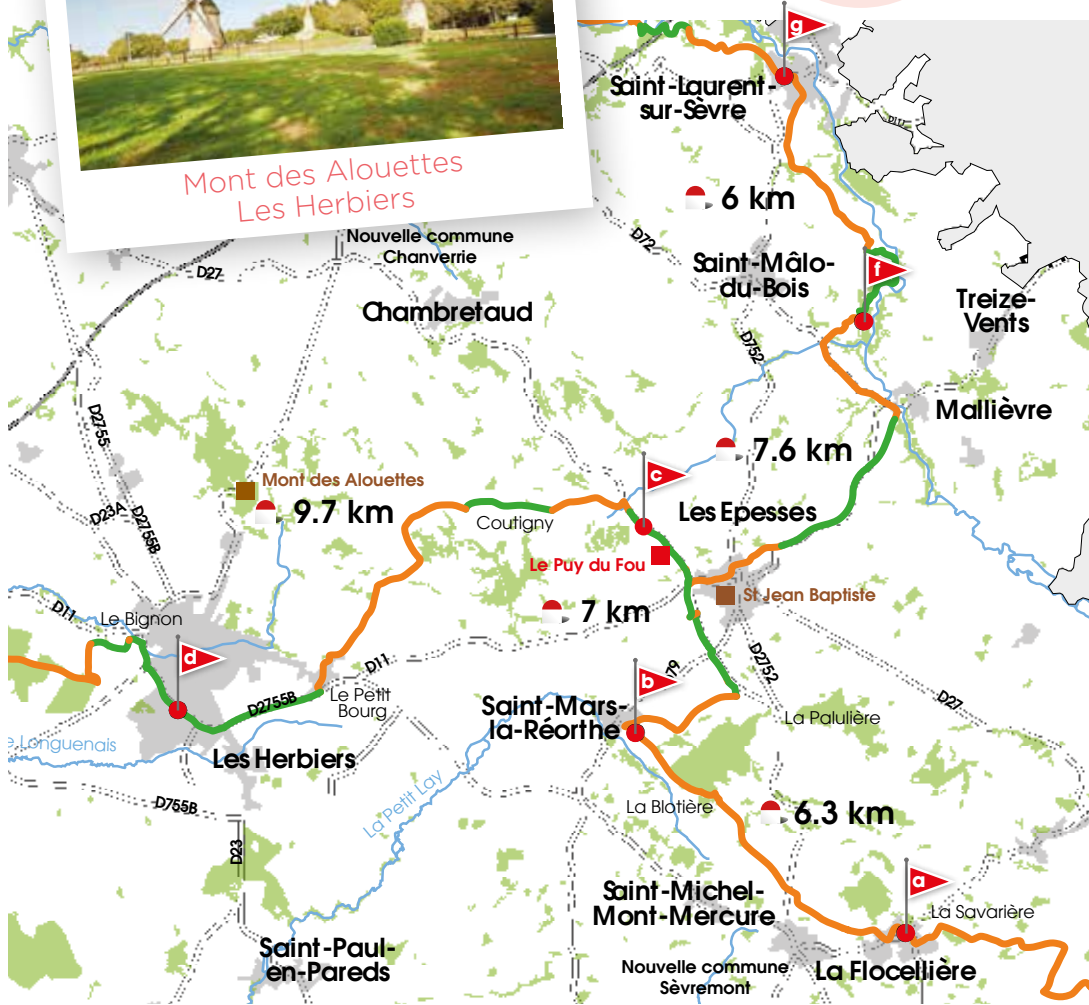 g
Saint-Laurent-
sur-Sèvre
Mont des Alouettes
Les Herbiers
6 km
Nouvelle commune
Chanverrie
D72
D27
Saint-Mâlo-
du-Bois
f
Treize-
Vents
Chambretaud
D752
Mallièvre
D2755
7.6 km
Mont des Alouettes
c
9.7 km
D23A
D2755B
Coutigny
Les Epesses
Le Puy du Fou
St Jean Baptiste
7 km
D11
Le Bignon
d
D11
D2752
b
79
D27
D2755B
Le Petit
Bourg
Saint-Mars-
la-Réorthe
La Palulière
e Longuenais
Les Herbiers
La Petit Lay
D755B
La Blotière
6.3 km
D23
a
Saint-Michel-
Mont-Mercure
La Savarière
Saint-Paul-
en-Pareds
Nouvelle commune
Sèvremont
La Flocellière